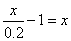 x/0.2 − 1 = x